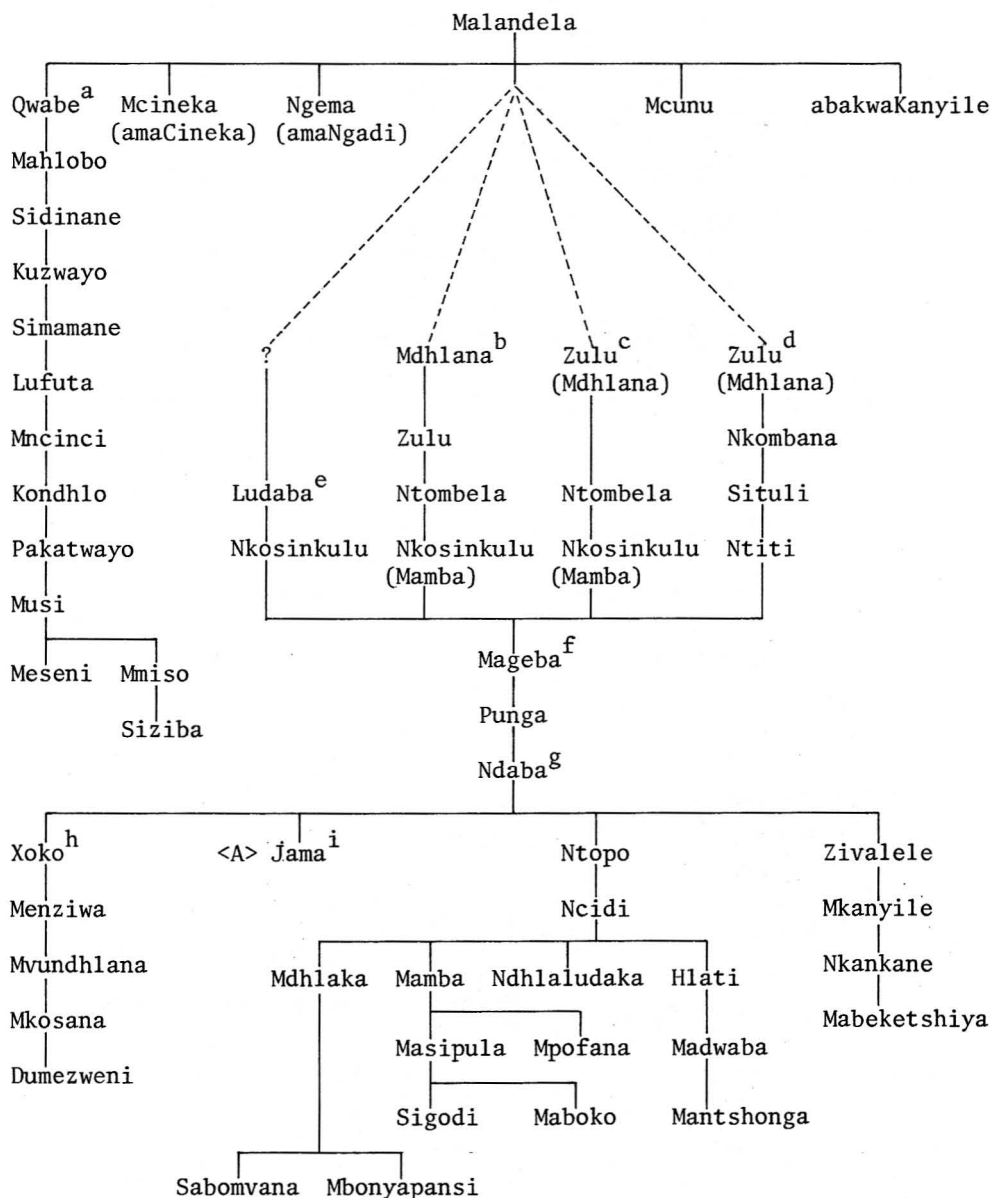 Malandela
Qwabe a Mcineka Ngema Mcunu abakwaKanyile
(amaCineka) (amaNgadi)
Mahlobo
Sidinane
Kuzwayo
Simamane
? Mdhlana b Zulu c Zulu d
Lufuta (Mdhlana) (Mdhlana)
Mncinci Zulu Nkombana
Kondhlo Ludaba e Ntombela Ntombela Situli
Pakatwayo Nkosinkulu Nkosinkulu Nkosinkulu Ntiti
(Mamba) (Mamba)
Musi
Meseni Mmiso Mageba f
Siziba Punga
Ndaba g
Xoko h <A> Jama i Ntopo Zivalele
Menziwa Ncidi Mkanyile
Mvundhlana Mdhlaka Mamba Ndhlaludaka Hlati Nkankane
Mkosana Masipula Mpofana Madwaba Mabeketshiya
Dumezweni
Sigodi Maboko Mantshonga
Sabomvana Mbonyapansi